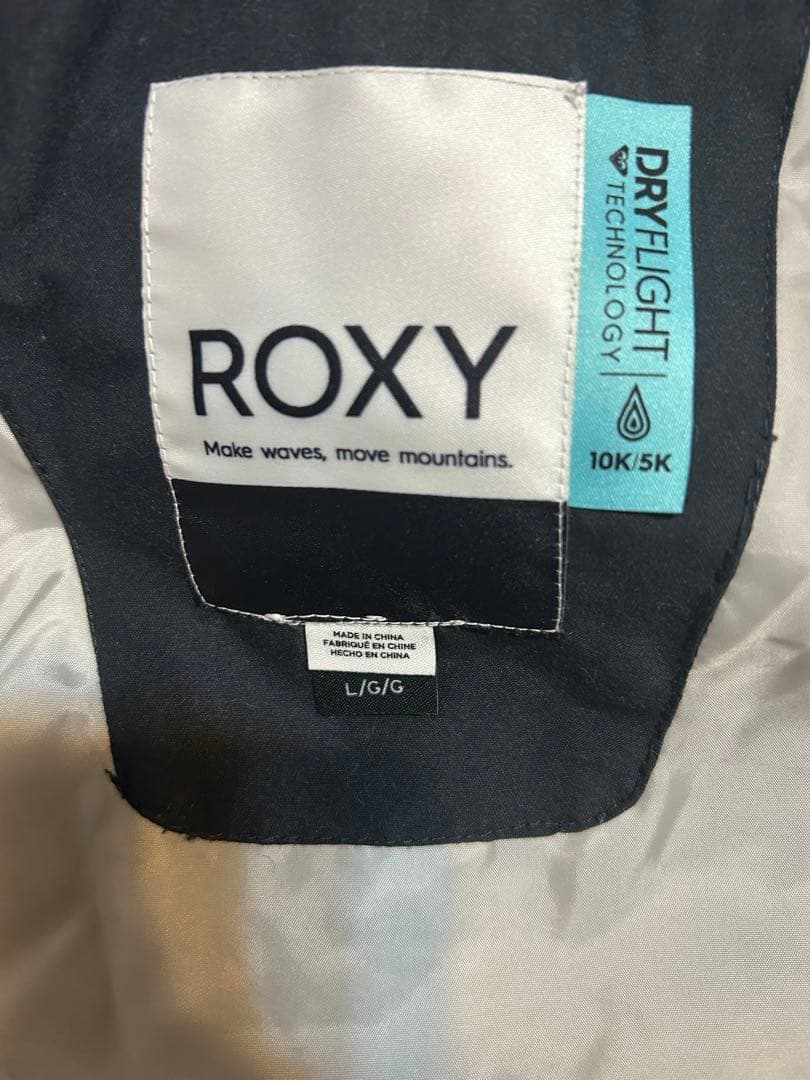 ROXY
Make waves, move mountains.
DRYFLIGHT
TECHNOLOGY
10K/5K
MADE IN CHINA
FABRIQUÉ EN CHINE
HECHO EN CHINA
L/G/G